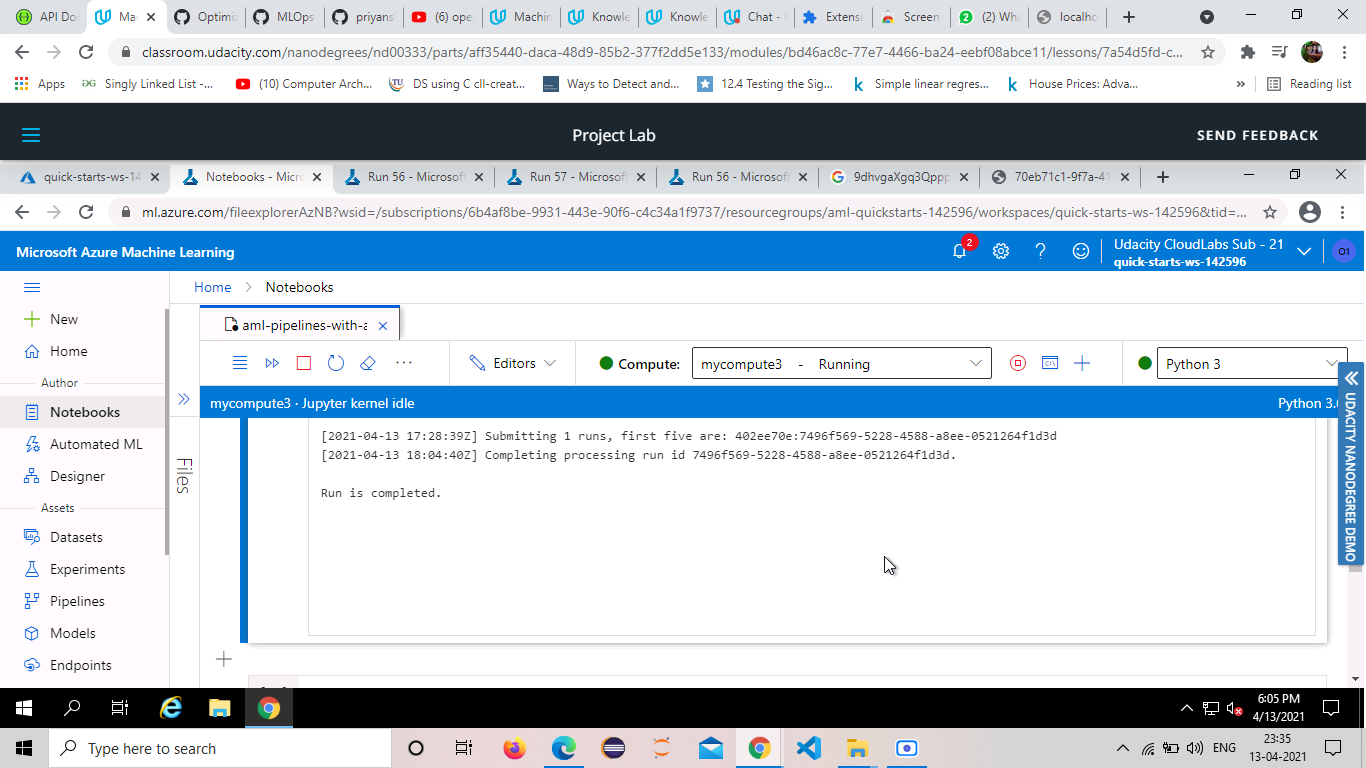 API Do
Mac
Optimiz
MLOps
priyans
(6) ope
Machin
Knowle
Knowle
Chat -
Extensi
Screen
(2) Wha
localho
classroom.udacity.com/nanodegrees/nd00333/parts/aff35440-daca-48d9-85b2-377f2dd5e133/modules/bd46ac8c-77e7-4466-ba24-eebf08abce11/lessons/7a54d5fd-c...
Apps
Singly Linked List -...
(10) Computer Arch...
DS using C cll-creat...
Ways to Detect and...
12.4 Testing the Sig...
Simple linear regres...
House Prices: Adva...
»
Reading list
Project Lab
SEND FEEDBACK
quick-starts-ws-14
Notebooks - Micro
Run 56 - Microsoft
Run 57 - Microsoft
Run 56 - Microsoft
9dhvgaXgq3Qppp
70eb71c1-9f7a-41
ml.azure.com/fileexplorerAzNB?wsid=/subscriptions/6b4af8be-9931-443e-90f6-c4c34a1f9737/resourcegroups/aml-quickstarts-142596/workspaces/quick-starts-ws-142596&tid=...
Microsoft Azure Machine Learning
2
Udacity CloudLabs Sub - 21
quick-starts-ws-142596
O1
Home > Notebooks
New
Home
Author
Notebooks
Automated ML
Designer
Assets
Datasets
Experiments
Pipelines
Models
Endpoints
Files
aml-pipelines-with-a
Editors
Compute:
mycompute3 - Running
Python 3
mycompute3 · Jupyter kernel idle
Python 3.6
[2021-04-13 17:28:39Z] Submitting 1 runs, first five are: 402ee70e:7496f569-5228-4588-a8ee-0521264f1d3d
[2021-04-13 18:04:40Z] Completing processing run id 7496f569-5228-4588-a8ee-0521264f1d3d.
Run is completed.
UDACITY NANODEGREE DEMO
6:05 PM
4/13/2021
Type here to search
ENG
23:35
13-04-2021